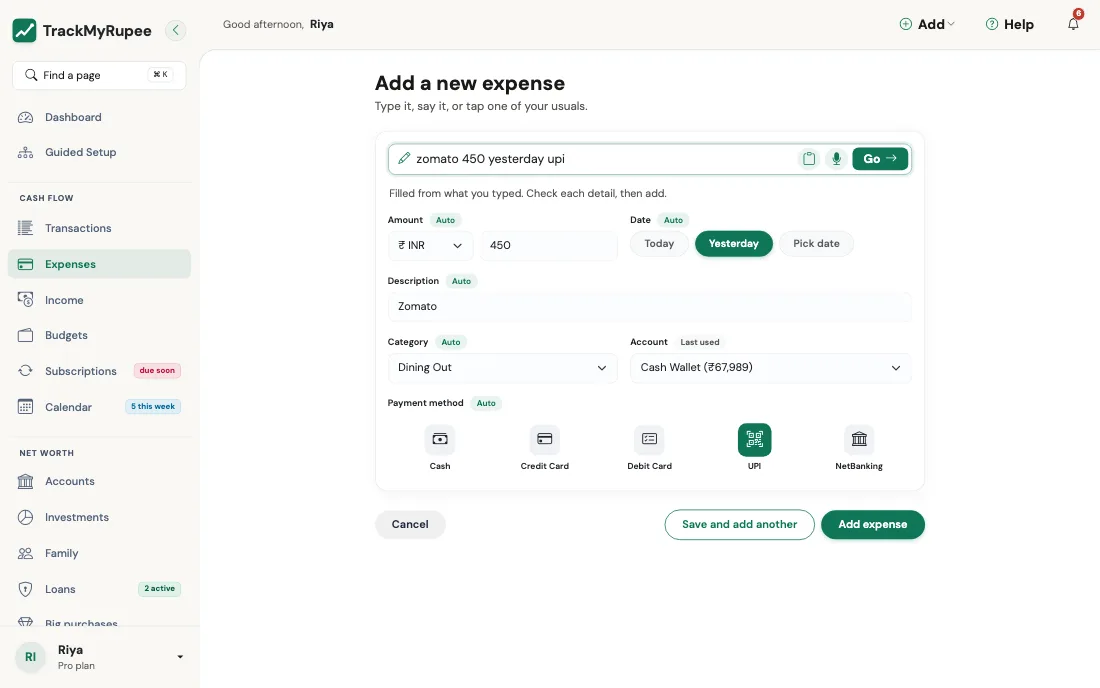 TrackMyRupee
Good afternoon, Riya
Add
Help
6
Find a page
⌘ K
Dashboard
Guided Setup
CASH FLOW
Transactions
Expenses
Income
Budgets
Subscriptions
due soon
Calendar
5 this week
NET WORTH
Accounts
Investments
Family
Loans
2 active
Big purchases
RI
Riya
Pro plan
Add a new expense
Type it, say it, or tap one of your usuals.
zomato 450 yesterday upi
Go →
Filled from what you typed. Check each detail, then add.
Amount Auto
Date Auto
₹ INR
450
Today
Yesterday
Pick date
Description Auto
Zomato
Category Auto
Account Last used
Dining Out
Cash Wallet (₹67,989)
Payment method Auto
Cash
Credit Card
Debit Card
UPI
NetBanking
Cancel
Save and add another
Add expense